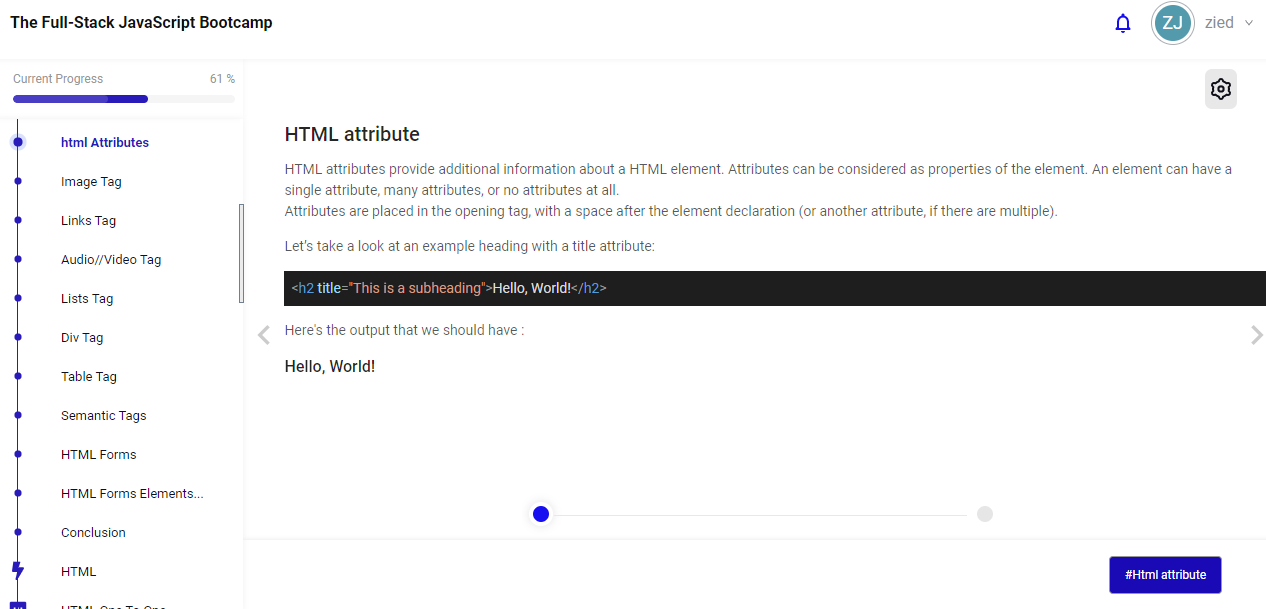 The Full-Stack JavaScript Bootcamp
ZJ
zied
Current Progress
61 %
html Attributes
Image Tag
Links Tag
Audio//Video Tag
Lists Tag
Div Tag
Table Tag
Semantic Tags
HTML Forms
HTML Forms Elements...
Conclusion
HTML
HTML attribute
HTML attributes provide additional information about a HTML element. Attributes can be considered as properties of the element. An element can have a
single attribute, many attributes, or no attributes at all.
Attributes are placed in the opening tag, with a space after the element declaration (or another attribute, if there are multiple).
Let's take a look at an example heading with a title attribute:
<h2 title="This is a subheading">Hello, World!</h2>
Here's the output that we should have :
Hello, World!
#Html attribute